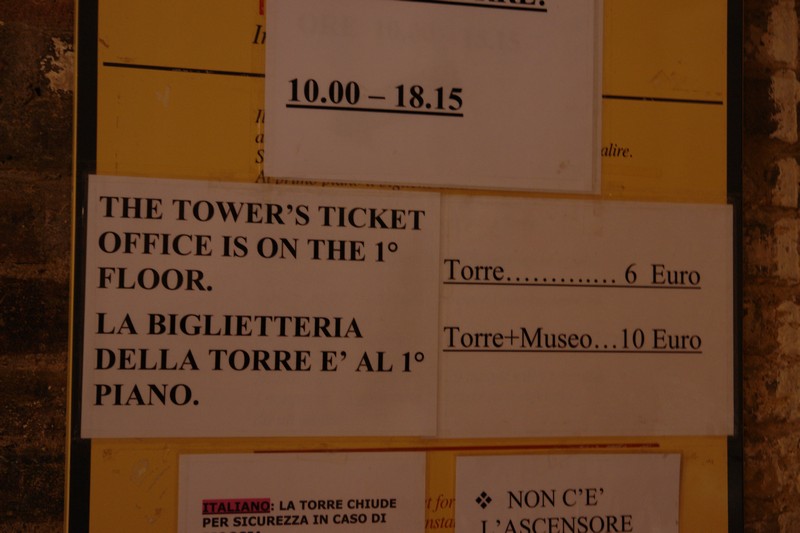 10.00 – 18.15
alire.
THE TOWER'S TICKET
OFFICE IS ON THE 1°
FLOOR.
LA BIGLIETTERIA
DELLA TORRE E' AL 1°
PIANO.
Torre………..… 6 Euro
Torre+Museo…10 Euro
ITALIANO: LA TORRE CHIUDE
PER SICUREZZA IN CASO DI
for
❖ NON C'E'
L'ASCENSORE